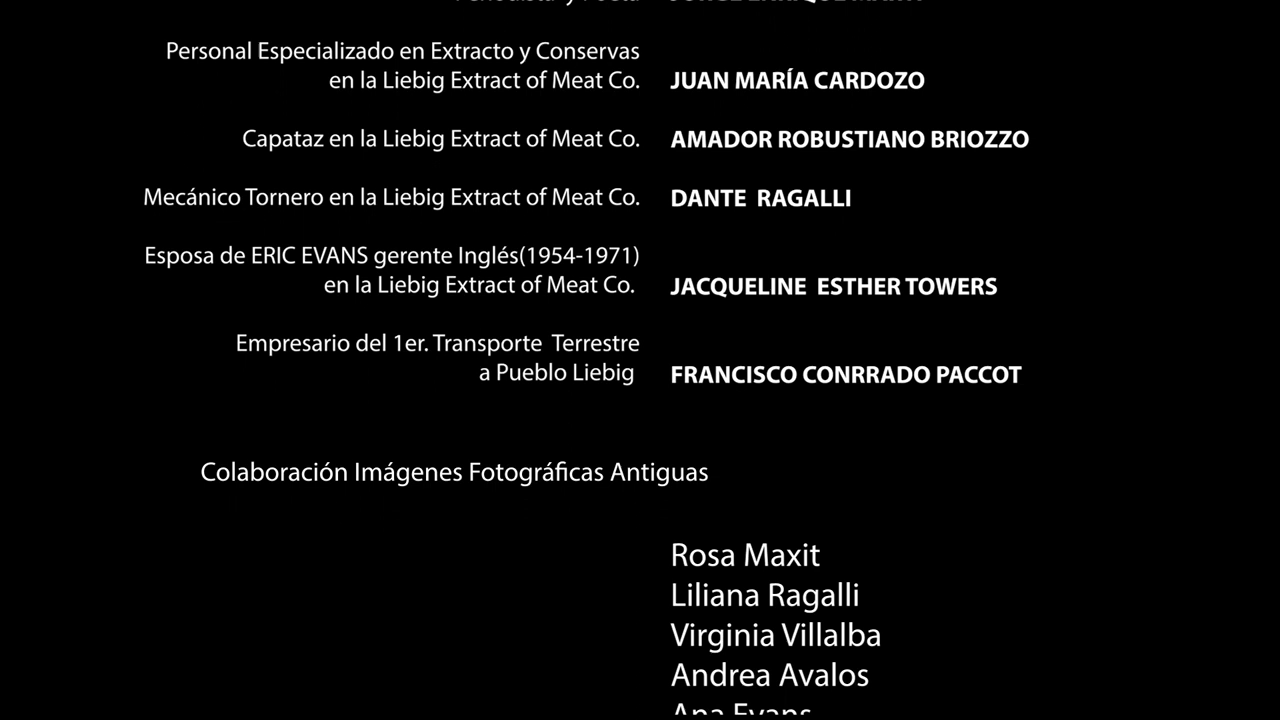 Personal Especializado en Extracto y Conservas
en la Liebig Extract of Meat Co. JUAN MARÍA CARDOZO
Capataz en la Liebig Extract of Meat Co. AMADOR ROBUSTIANO BRIOZZO
Mecánico Tornero en la Liebig Extract of Meat Co. DANTE RAGALLI
Esposa de ERIC EVANS gerente Inglés(1954-1971)
en la Liebig Extract of Meat Co. JACQUELINE ESTHER TOWERS
Empresario del 1er. Transporte Terrestre
a Pueblo Liebig FRANCISCO CONRRADO PACCOT
Colaboración Imágenes Fotográficas Antiguas
Rosa Maxit
Liliana Ragalli
Virginia Villalba
Andrea Avalos
Ana Evans